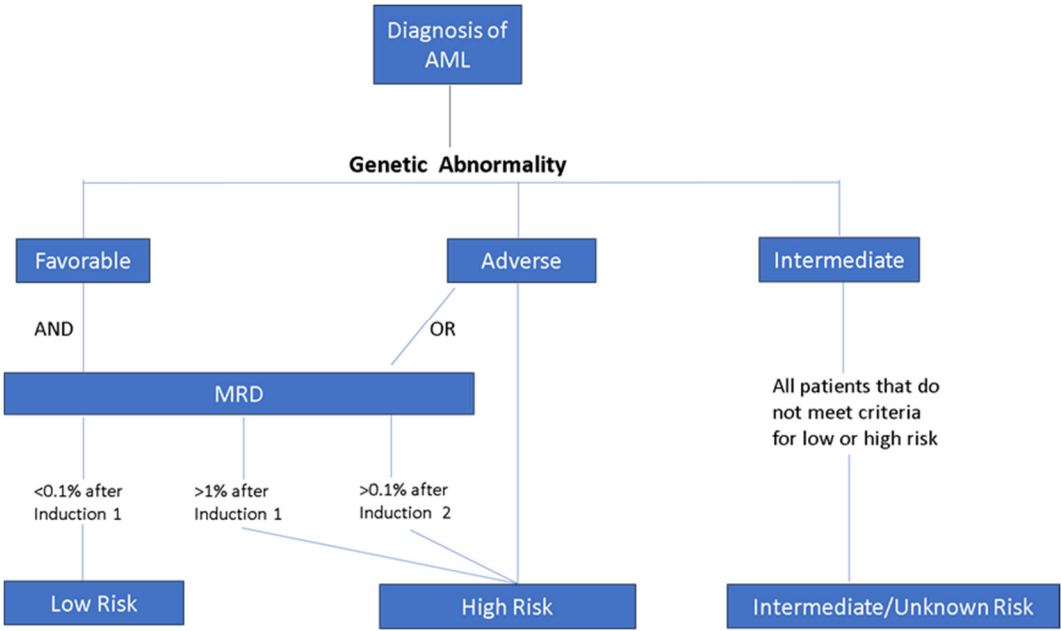 Diagnosis of
AML
Genetic Abnormality
Favorable
Adverse
Intermediate
AND
OR
MRD
All patients that do
not meet criteria
for low or high risk
<0.1% after
Induction 1
>1% after
Induction 1
>0.1% after
Induction 2
Low Risk
High Risk
Intermediate/Unknown Risk